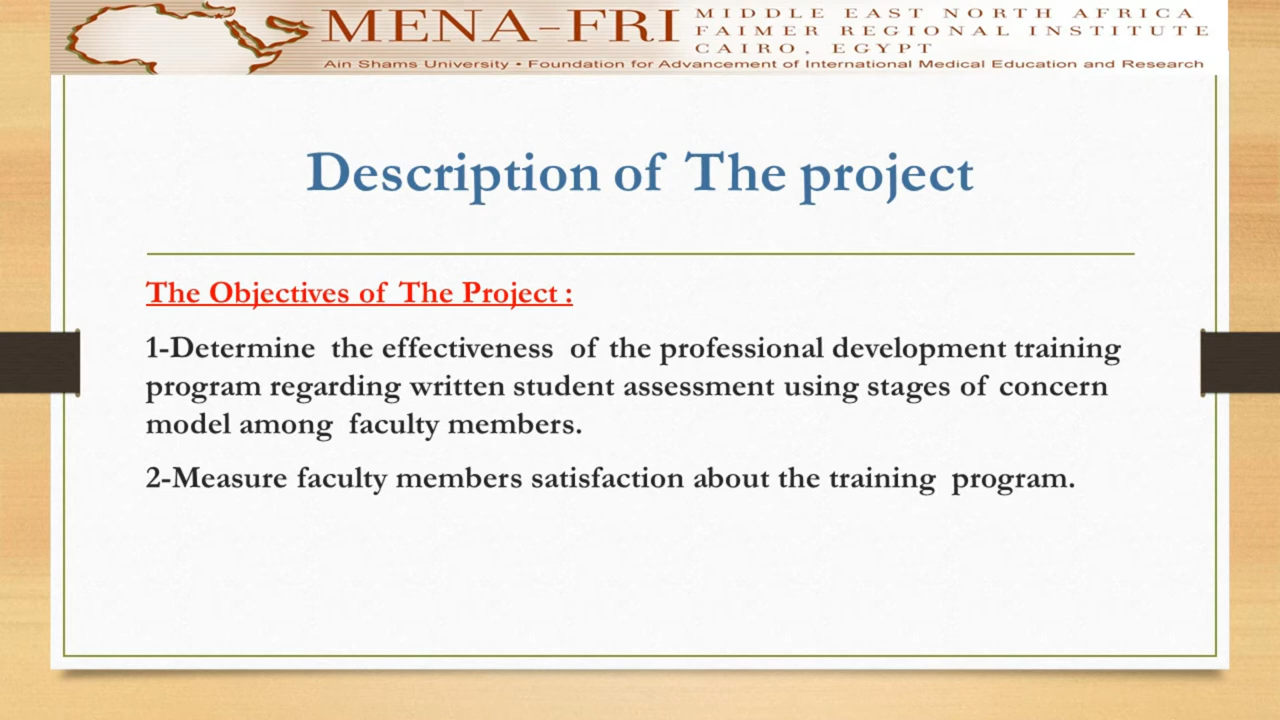 MENA-FRI
MIDDLE EAST NORTH AFRICA
FAIMER REGIONAL INSTITUTE
CAIRO, EGYPT
Ain Shams University • Foundation for Advancement of International Medical Education and Research
Description of The project
The Objectives of The Project :
1-Determine the effectiveness of the professional development training
program regarding written student assessment using stages of concern
model among faculty members.
2-Measure faculty members satisfaction about the training program.